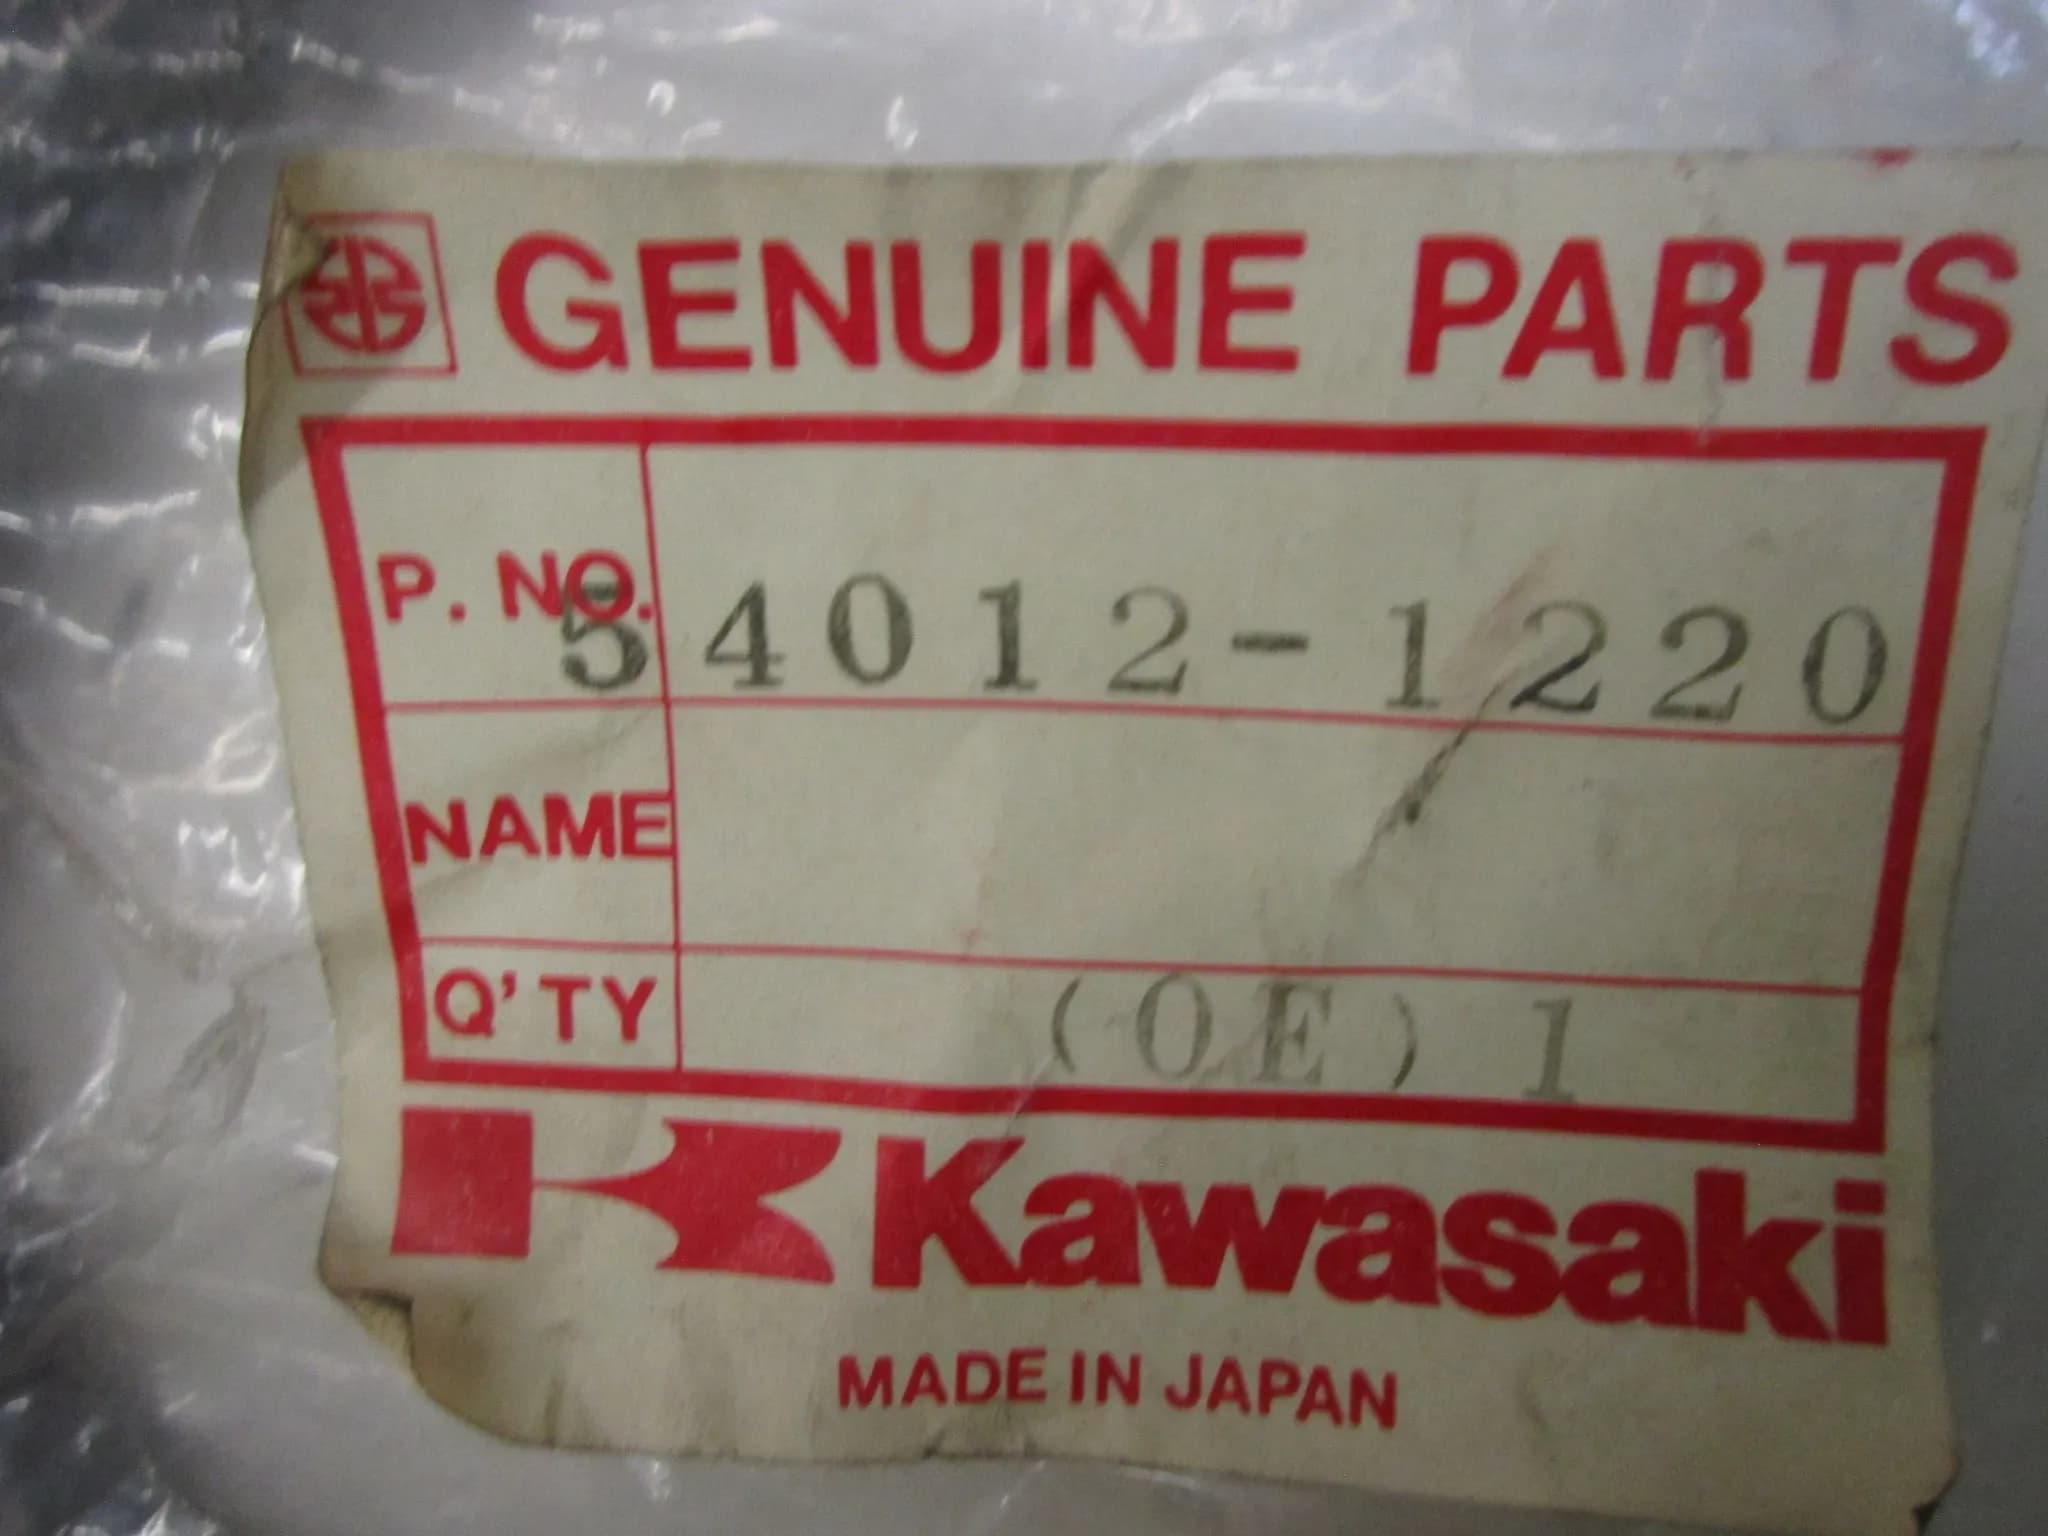 GENUINE PARTS
P. NO. 54012-1220
NAME
Q'TY (OE) 1
Kawasaki
MADE IN JAPAN